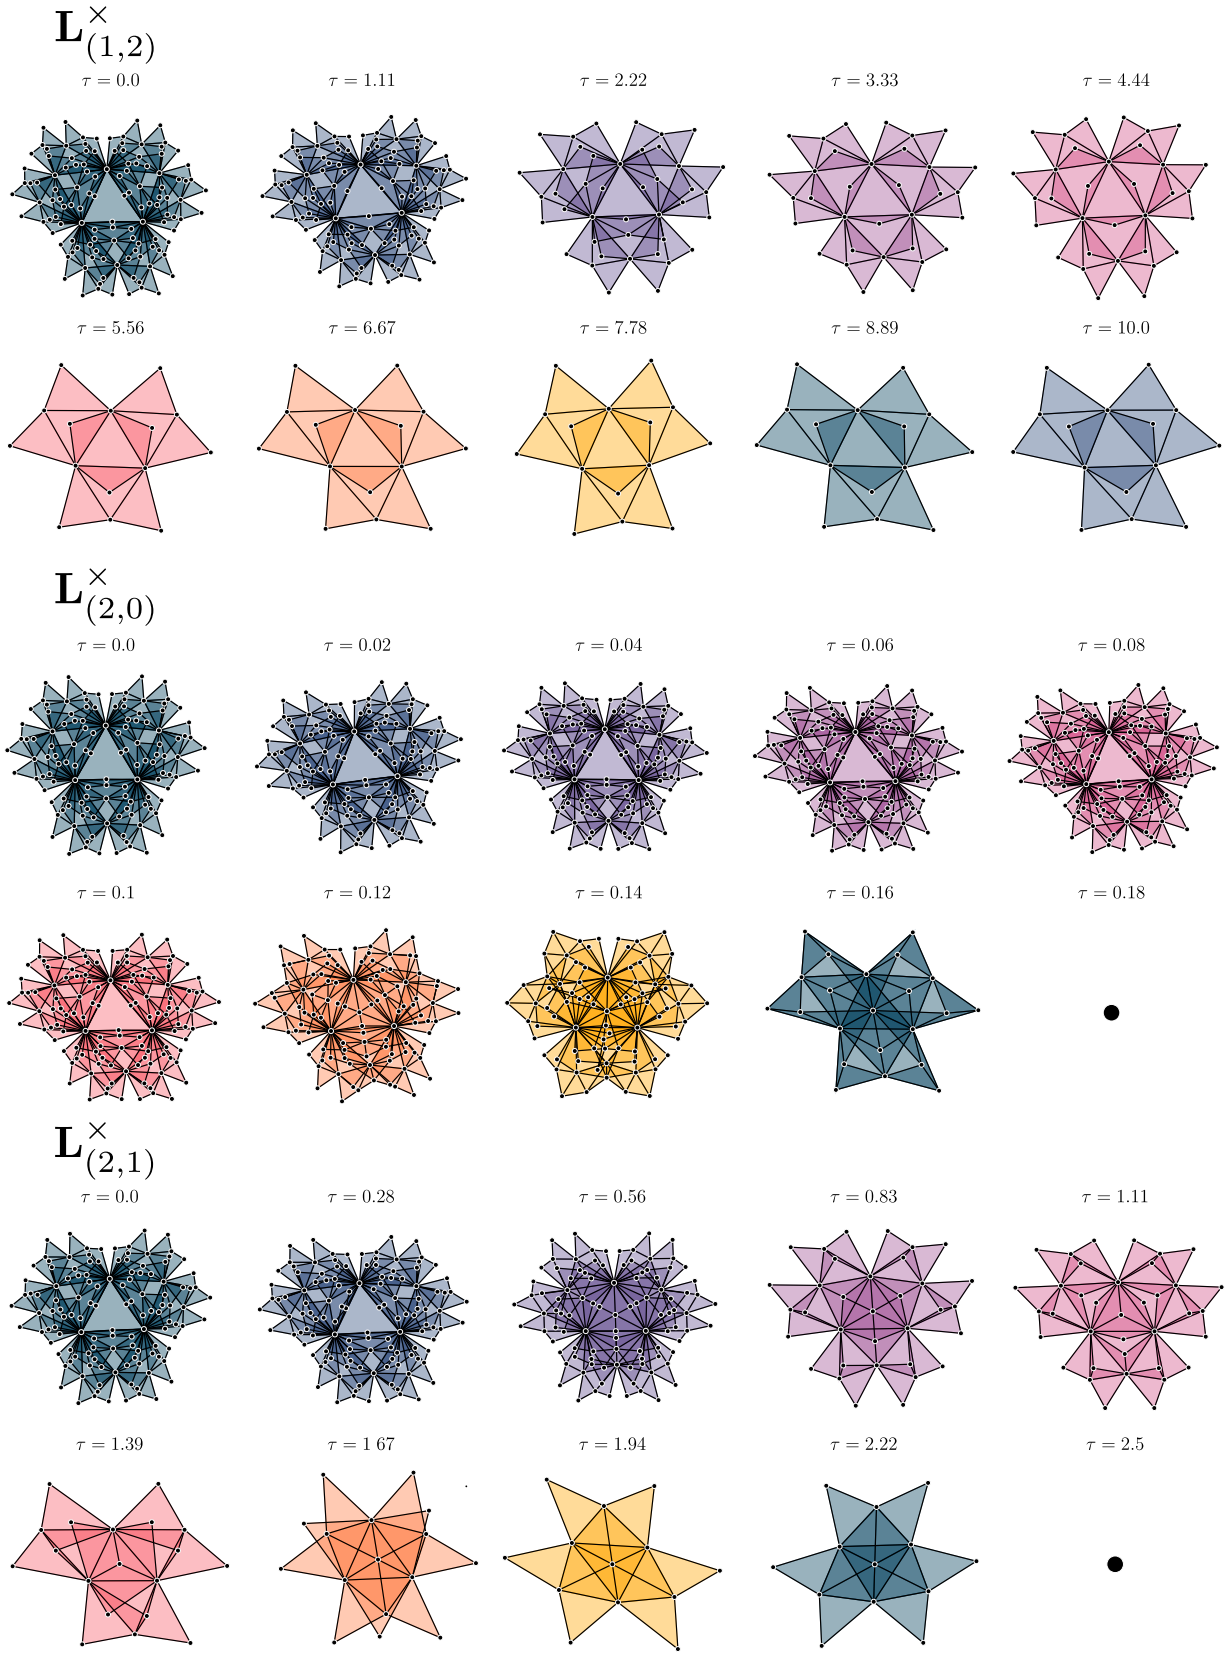 L×(1,2)
τ = 0.0 τ = 1.11 τ = 2.22 τ = 3.33 τ = 4.44
τ = 5.56 τ = 6.67 τ = 7.78 τ = 8.89 τ = 10.0
L×(2,0)
τ = 0.0 τ = 0.02 τ = 0.04 τ = 0.06 τ = 0.08
τ = 0.1 τ = 0.12 τ = 0.14 τ = 0.16 τ = 0.18
L×(2,1)
τ = 0.0 τ = 0.28 τ = 0.56 τ = 0.83 τ = 1.11
τ = 1.39 τ = 1 67 τ = 1.94 τ = 2.22 τ = 2.5